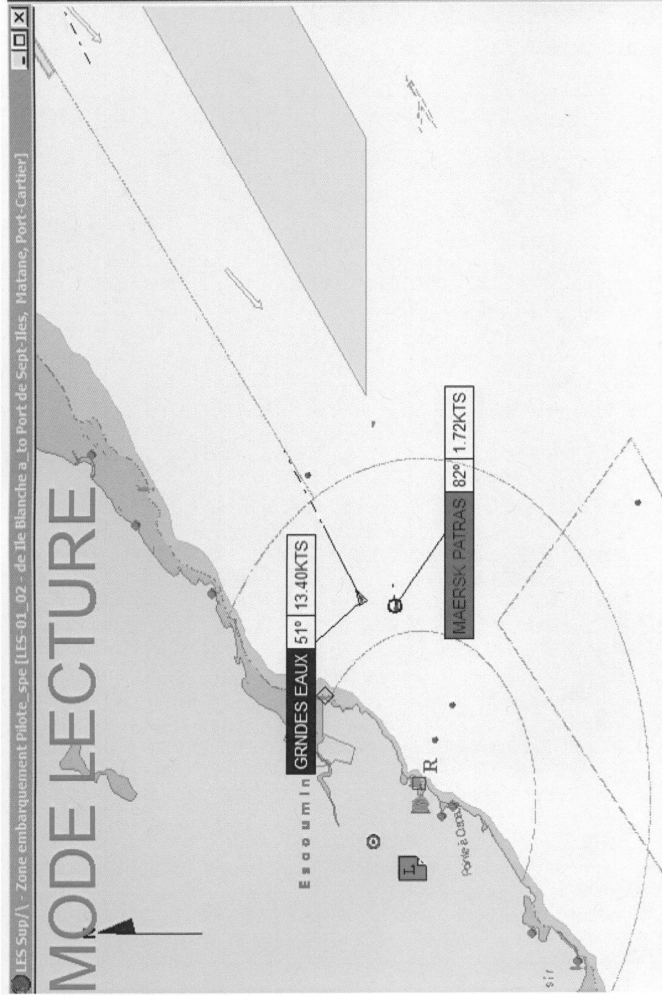 LES Sup/\ - Zone embarquement Pilote_spe [LES-01_02 - de Ile Blanche a_to Port de Sept-Iles, Matane, Port-Cartier]
MODE LECTURE
N
GRNDES EAUX 51° 13.40KTS
MAERSK PATRAS 82° 1.72KTS
Escoumin
R
L